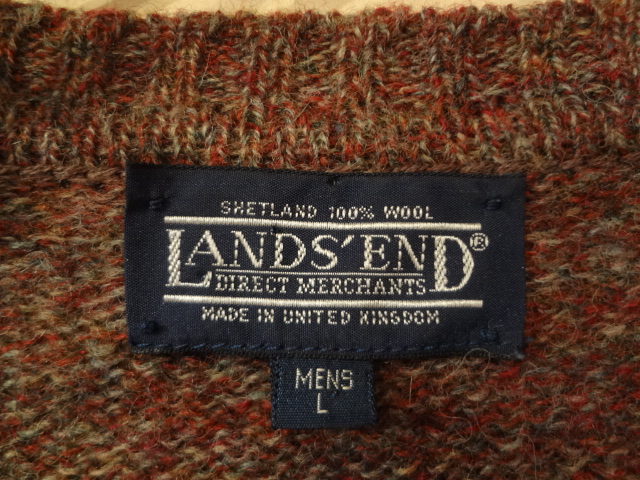 SHETLAND 100% WOOL
LANDS' END®
DIRECT MERCHANTS
MADE IN UNITED KINGDOM
MENS
L